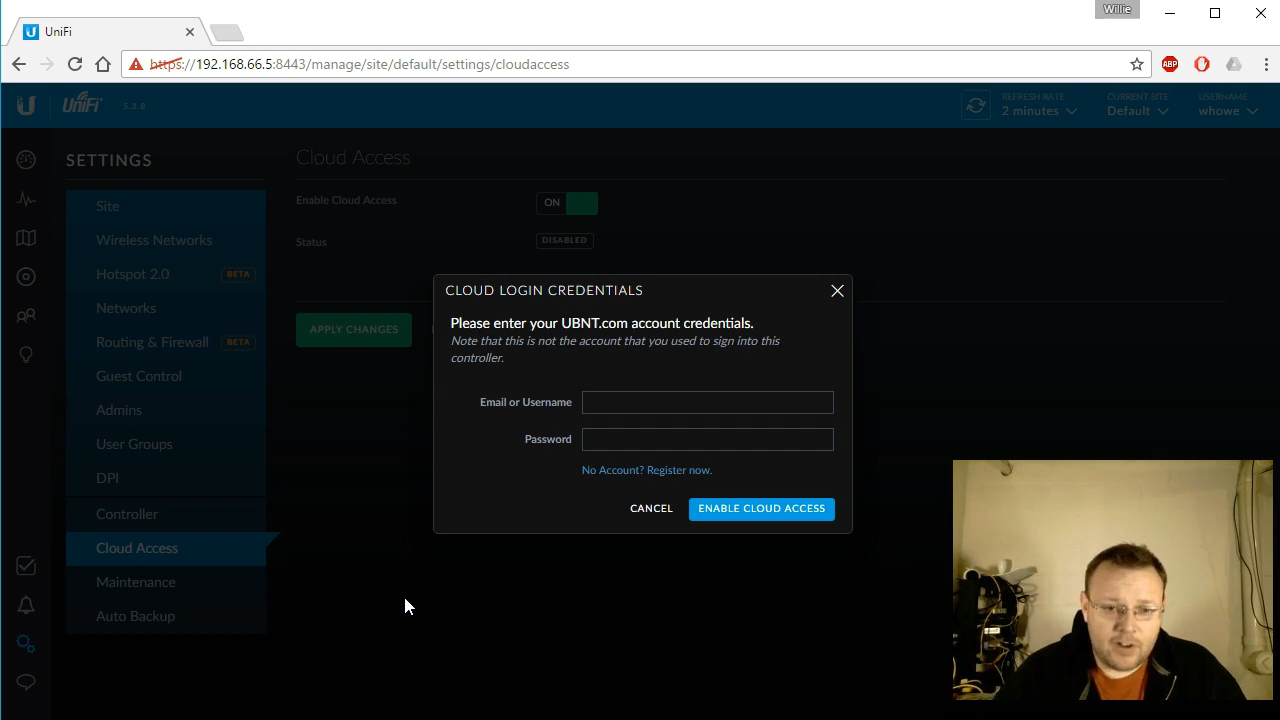 Willie
UniFi
https://192.168.66.5:8443/manage/site/default/settings/cloudaccess
ABP
UniFi 5.3.8
REFRESH RATE
2 minutes
CURRENT SITE
Default
USERNAME
whowe
SETTINGS
Site
Wireless Networks
Hotspot 2.0 BETA
Networks
Routing & Firewall BETA
Guest Control
Admins
User Groups
DPI
Controller
Cloud Access
Maintenance
Auto Backup
Cloud Access
Enable Cloud Access ON
Status DISABLED
APPLY CHANGES
CLOUD LOGIN CREDENTIALS
Please enter your UBNT.com account credentials.
Note that this is not the account that you used to sign into this
controller.
Email or Username
Password
No Account? Register now.
CANCEL ENABLE CLOUD ACCESS